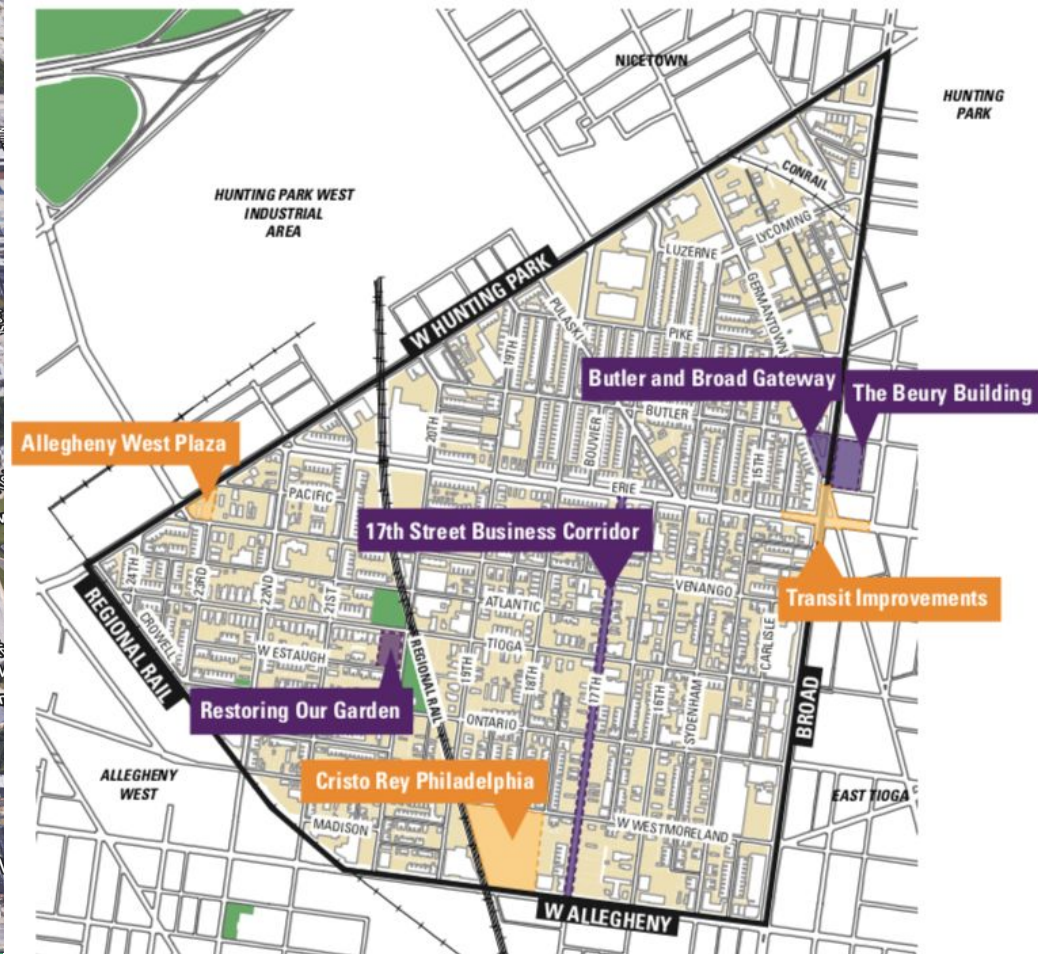 NICETOWN
HUNTING
PARK
HUNTING PARK WEST
INDUSTRIAL
AREA
CONRAIL
LYCOMING
LUZERNE
W HUNTING PARK
GERMANTOWN
PULASKI
PIKE
19TH
Butler and Broad Gateway
The Beury Building
BUTLER
20TH
BOUVIER
Allegheny West Plaza
15TH
ERIE
PACIFIC
17th Street Business Corridor
24TH
23RD
22ND
21ST
VENANGO
ATLANTIC
Transit Improvements
REGIONAL RAIL
CROWELL
TIOGA
CARLISLE
W ESTAUGH
REGIONAL RAIL
19TH
18TH
17TH
16TH
SYDENHAM
BROAD
Restoring Our Garden
ONTARIO
ALLEGHENY
WEST
Cristo Rey Philadelphia
EAST TIOGA
MADISON
W WESTMORELAND
W ALLEGHENY